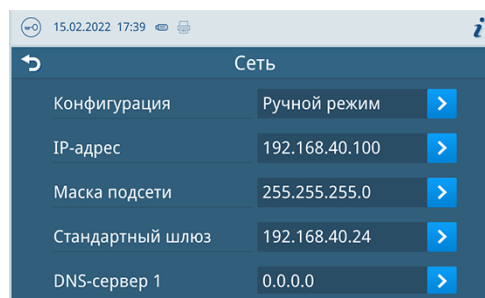 15.02.2022 17:39
i
Сеть
Конфигурация Ручной режим
IP-адрес 192.168.40.100
Маска подсети 255.255.255.0
Стандартный шлюз 192.168.40.24
DNS-сервер 1 0.0.0.0